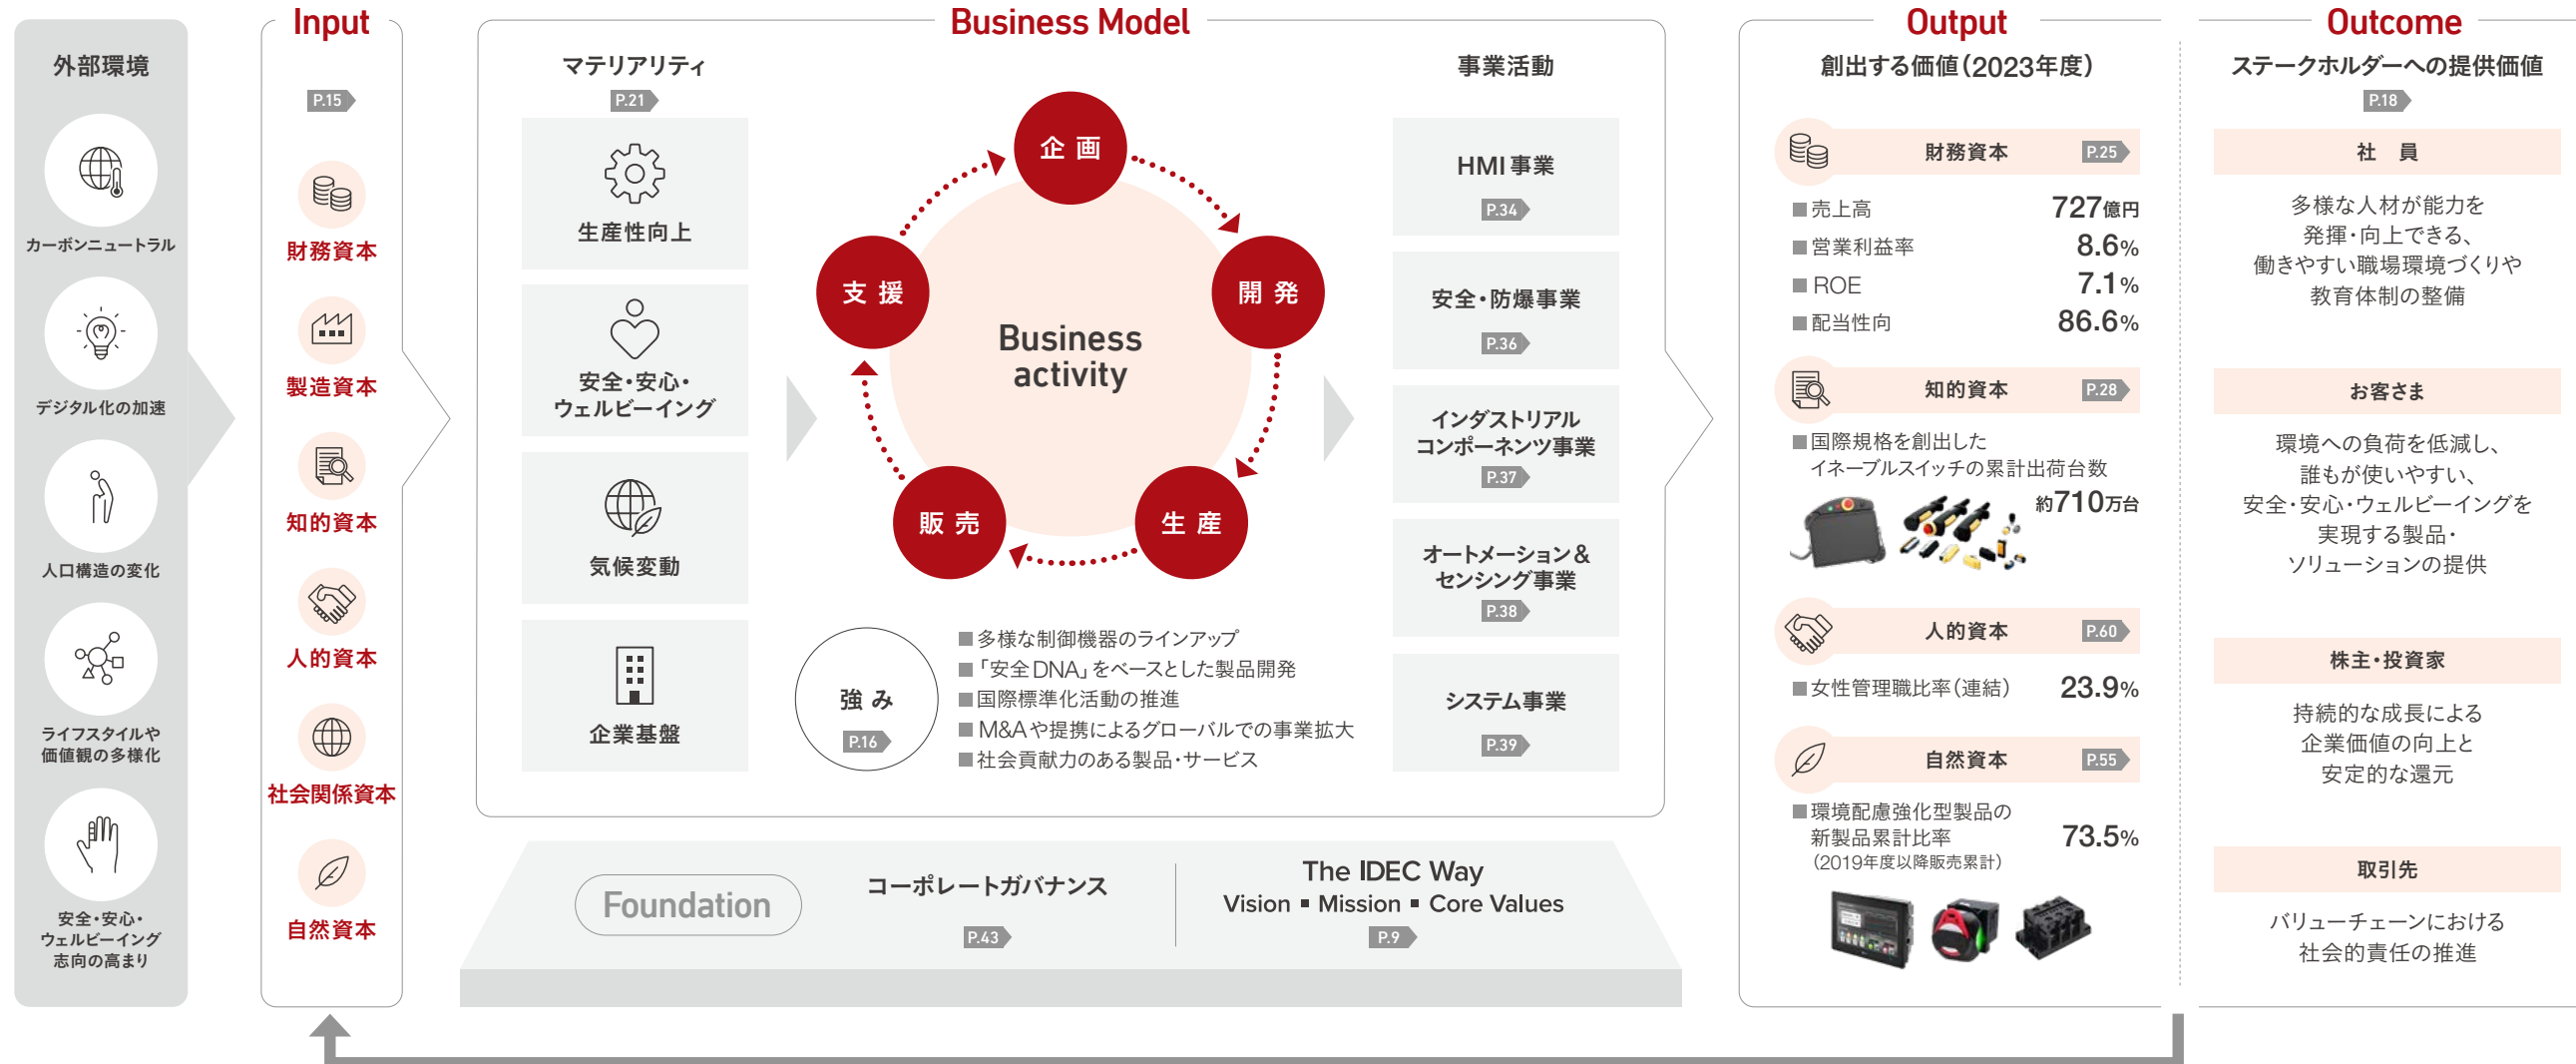 外部環境
カーボンニュートラル
デジタル化の加速
人口構造の変化
ライフスタイルや
価値観の多様化
安全・安心・
ウェルビーイング
志向の高まり
Input
P.15
財務資本
製造資本
知的資本
人的資本
社会関係資本
自然資本
Business Model
マテリアリティ
P.21
生産性向上
安全・安心・
ウェルビーイング
気候変動
企業基盤
企画
開発
生産
販売
支援
Business
activity
強み
P.16
■多様な制御機器のラインアップ
■「安全DNA」をベースとした製品開発
■国際標準化活動の推進
■M&Aや提携によるグローバルでの事業拡大
■社会貢献力のある製品・サービス
事業活動
HMI事業
P.34
安全・防爆事業
P.36
インダストリアル
コンポーネンツ事業
P.37
オートメーション&
センシング事業
P.38
システム事業
P.39
Foundation
コーポレートガバナンス
P.43
The IDEC Way
Vision ■ Mission ■ Core Values
P.9
Output
創出する価値(2023年度)
財務資本 P.25
■売上高 727億円
■営業利益率 8.6%
■ROE 7.1%
■配当性向 86.6%
知的資本 P.28
■国際規格を創出した
イネーブルスイッチの累計出荷台数
約710万台
人的資本 P.60
■女性管理職比率(連結) 23.9%
自然資本 P.55
■環境配慮強化型製品の
新製品累計比率 73.5%
(2019年度以降販売累計)
Outcome
ステークホルダーへの提供価値
P.18
社員
多様な人材が能力を
発揮・向上できる、
働きやすい職場環境づくりや
教育体制の整備
お客さま
環境への負荷を低減し、
誰もが使いやすい、
安全・安心・ウェルビーイングを
実現する製品・
ソリューションの提供
株主・投資家
持続的な成長による
企業価値の向上と
安定的な還元
取引先
バリューチェーンにおける
社会的責任の推進